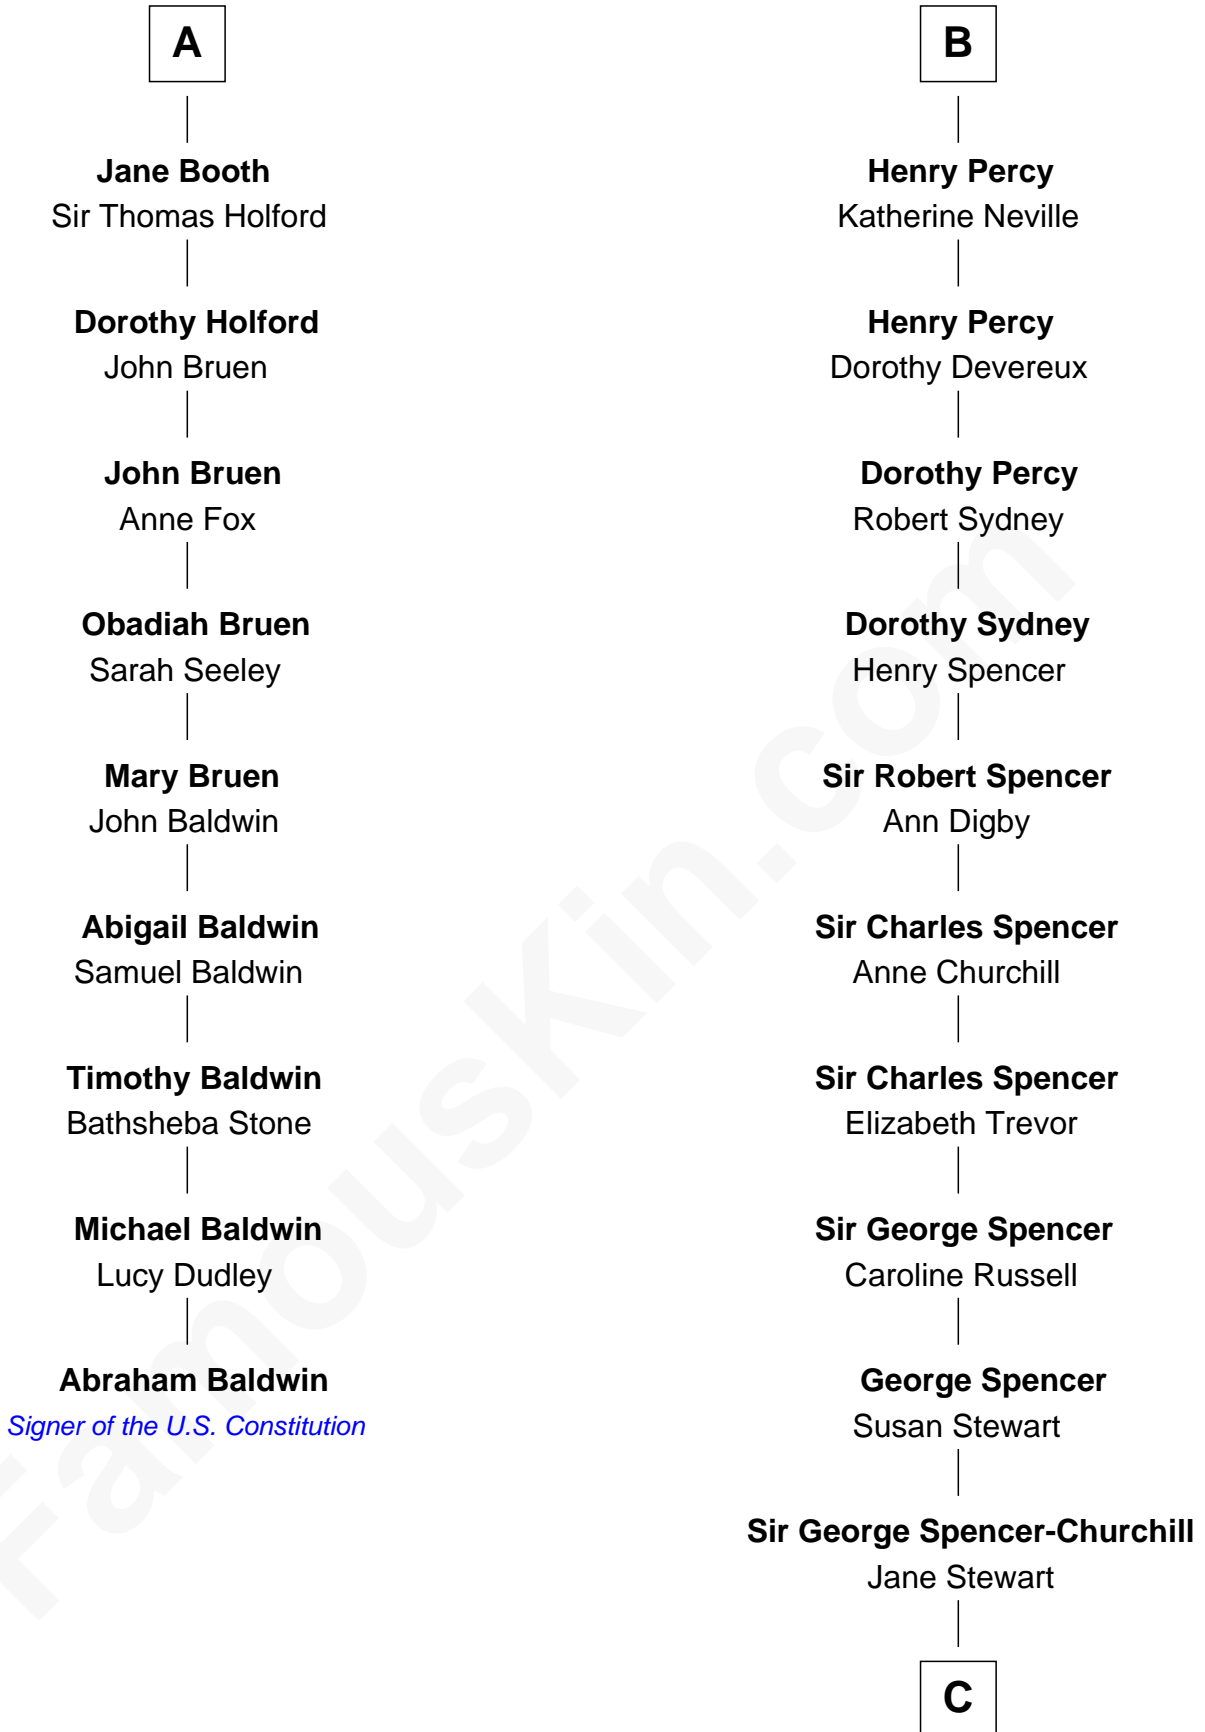 A
Jane Booth
Sir Thomas Holford
Dorothy Holford
John Bruen
John Bruen
Anne Fox
Obadiah Bruen
Sarah Seeley
Mary Bruen
John Baldwin
Abigail Baldwin
Samuel Baldwin
Timothy Baldwin
Bathsheba Stone
Michael Baldwin
Lucy Dudley
Abraham Baldwin
Signer of the U.S. Constitution
B
Henry Percy
Katherine Neville
Henry Percy
Dorothy Devereux
Dorothy Percy
Robert Sydney
Dorothy Sydney
Henry Spencer
Sir Robert Spencer
Ann Digby
Sir Charles Spencer
Anne Churchill
Sir Charles Spencer
Elizabeth Trevor
Sir George Spencer
Caroline Russell
George Spencer
Susan Stewart
Sir George Spencer-Churchill
Jane Stewart
C
FamousKin.com